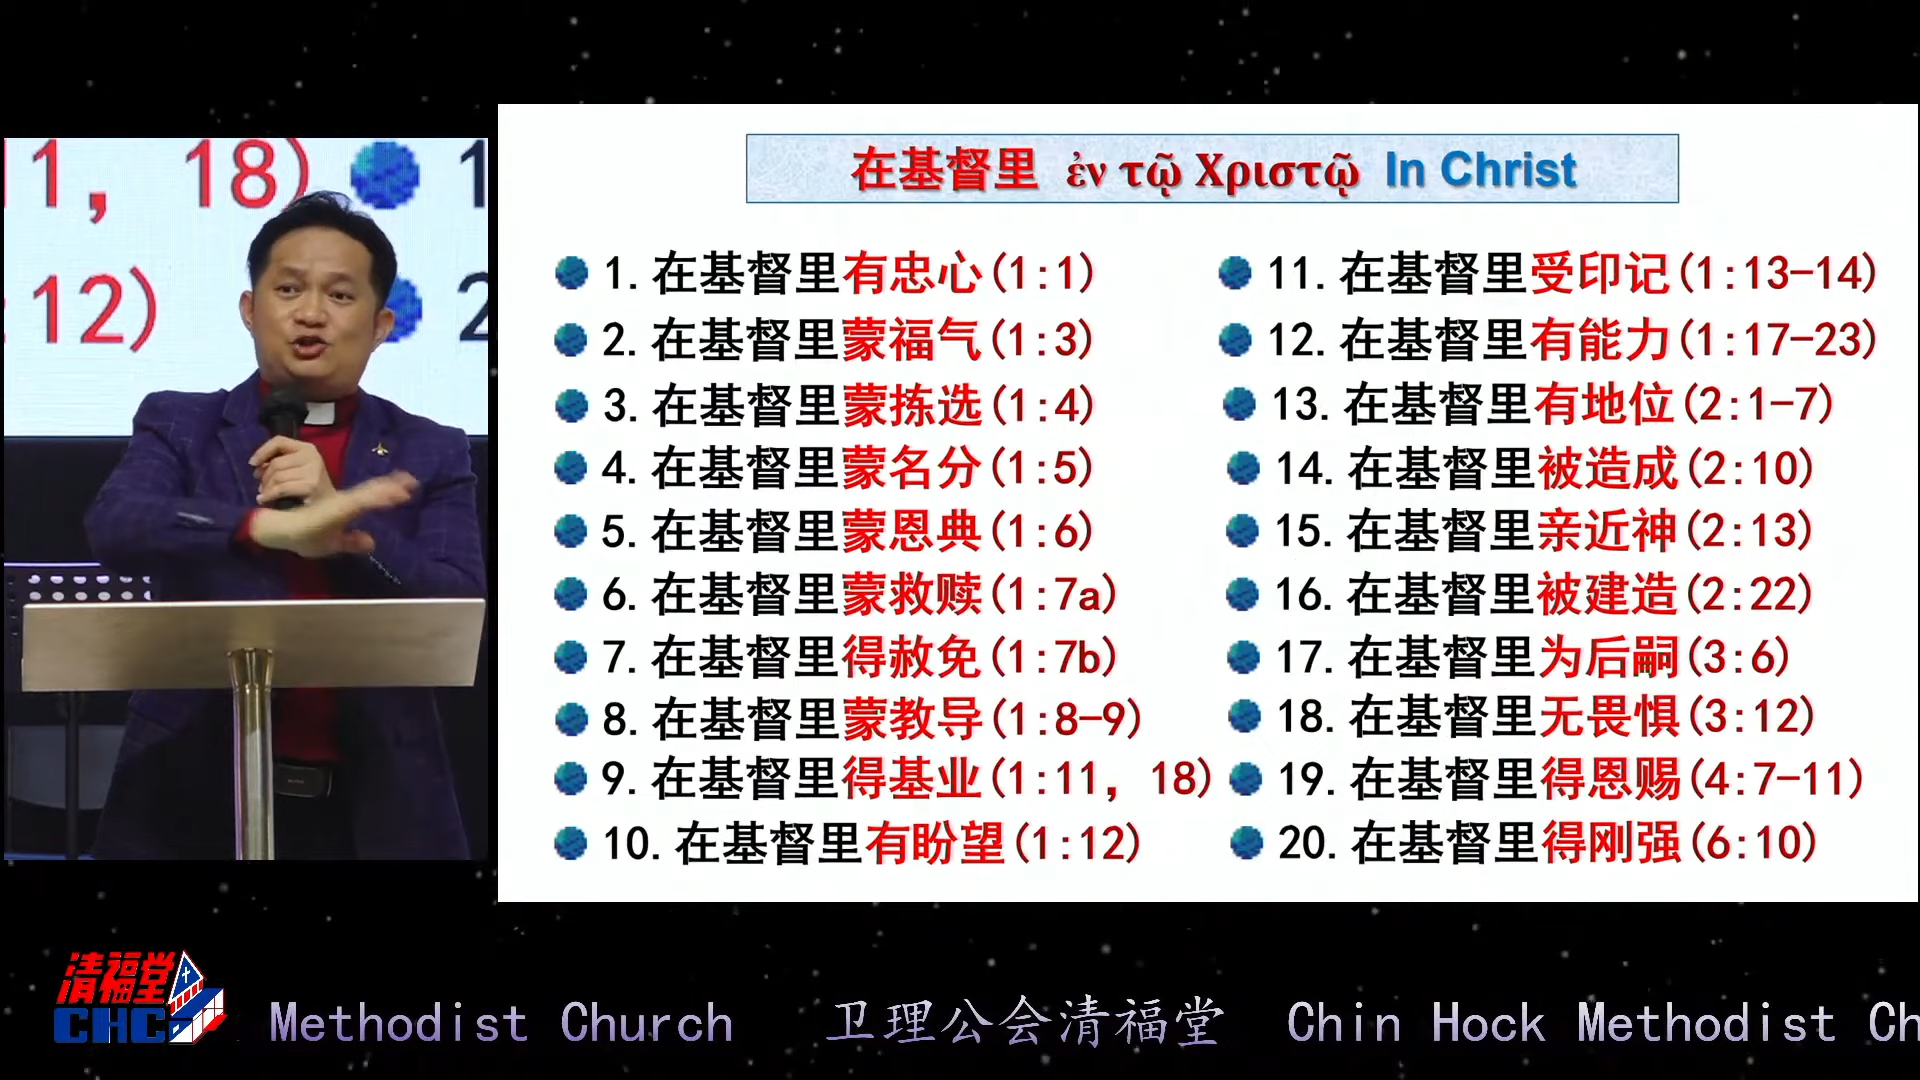 1, 18)
1
:12)
2
在基督里 ἐν τῷ Χριστῷ In Christ
1. 在基督里有忠心(1:1)
2. 在基督里蒙福气(1:3)
3. 在基督里蒙拣选(1:4)
4. 在基督里蒙名分(1:5)
5. 在基督里蒙恩典(1:6)
6. 在基督里蒙救赎(1:7a)
7. 在基督里得赦免(1:7b)
8. 在基督里蒙教导(1:8-9)
9. 在基督里得基业(1:11, 18)
10. 在基督里有盼望(1:12)
11. 在基督里受印记(1:13-14)
12. 在基督里有能力(1:17-23)
13. 在基督里有地位(2:1-7)
14. 在基督里被造成(2:10)
15. 在基督里亲近神(2:13)
16. 在基督里被建造(2:22)
17. 在基督里为后嗣(3:6)
18. 在基督里无畏惧(3:12)
19. 在基督里得恩赐(4:7-11)
20. 在基督里得刚强(6:10)
清福堂
CHC
Methodist Church 卫理公会清福堂 Chin Hock Methodist Ch